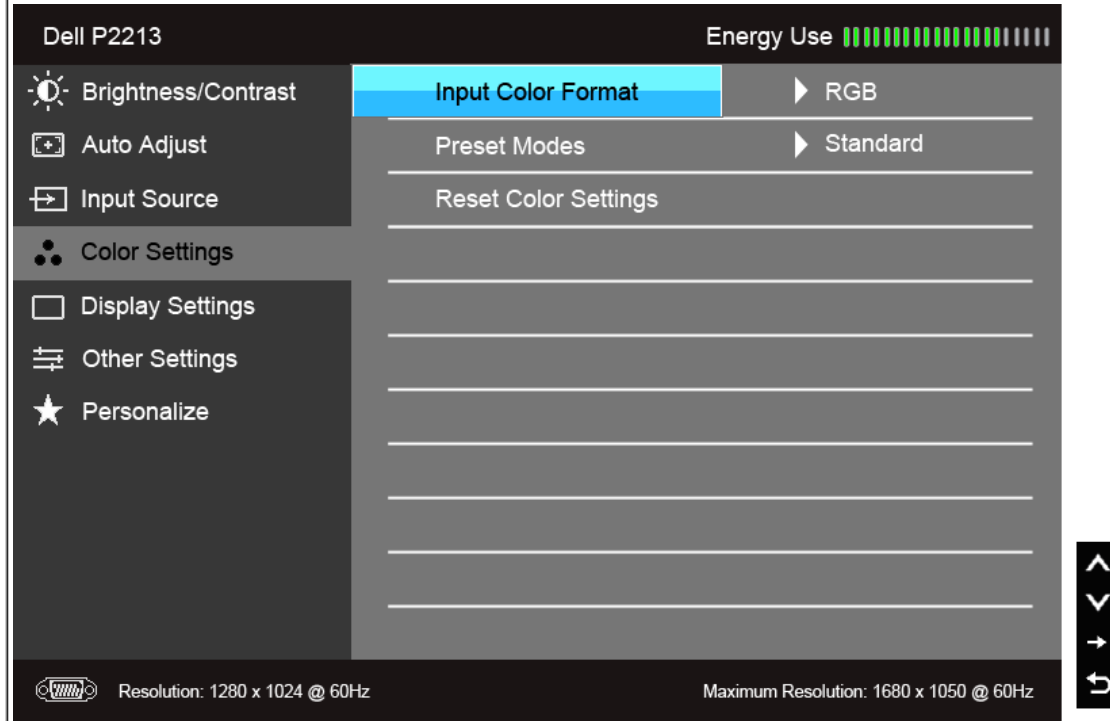 Dell P2213 Energy Use
Brightness/Contrast Input Color Format RGB
Auto Adjust Preset Modes Standard
Input Source Reset Color Settings
Color Settings
Display Settings
Other Settings
Personalize
Resolution: 1280 x 1024 @ 60Hz Maximum Resolution: 1680 x 1050 @ 60Hz